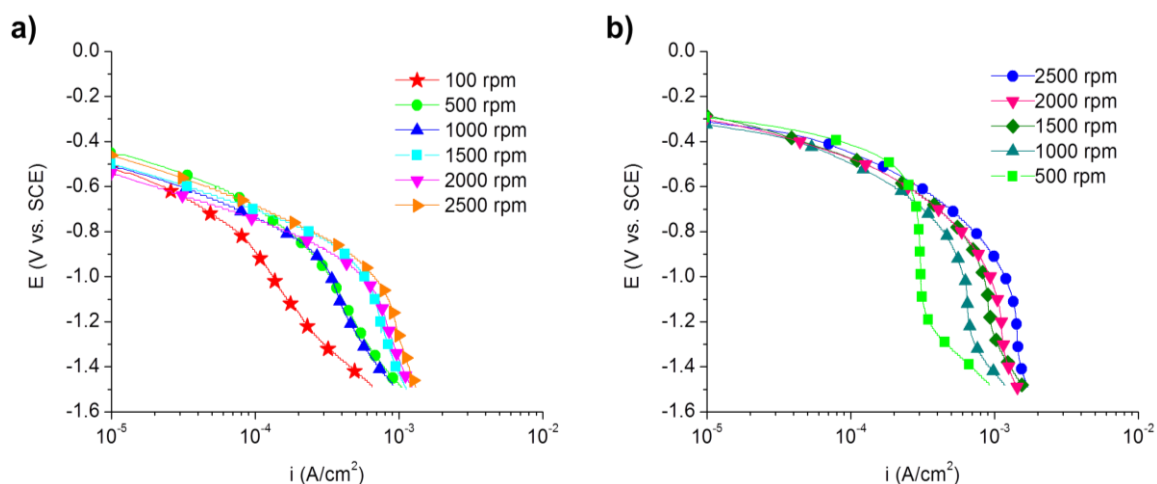 a)
E (V vs. SCE)
0.0
-0.2
-0.4
-0.6
-0.8
-1.0
-1.2
-1.4
-1.6
100 rpm
500 rpm
1000 rpm
1500 rpm
2000 rpm
2500 rpm
10⁻⁵ 10⁻⁴ 10⁻³ 10⁻²
i (A/cm²)
b)
E (V vs. SCE)
0.0
-0.2
-0.4
-0.6
-0.8
-1.0
-1.2
-1.4
-1.6
2500 rpm
2000 rpm
1500 rpm
1000 rpm
500 rpm
10⁻⁵ 10⁻⁴ 10⁻³ 10⁻²
i (A/cm²)